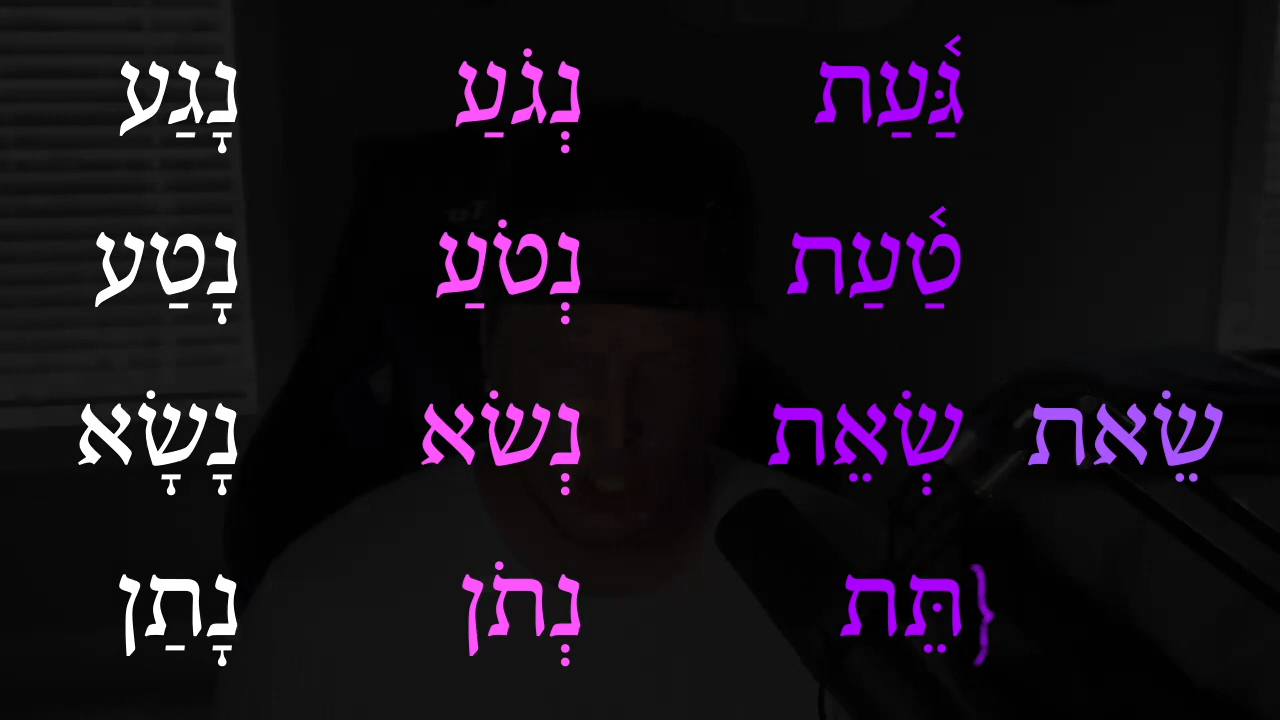 נָגַע נְגֹעַ גַּ֫עַת
נָטַע נְטֹעַ טַ֫עַת
נָשָׂא נְשׂא שְׂאֵת שֵׂאת
נָתַן נְתֹן {תֵּת